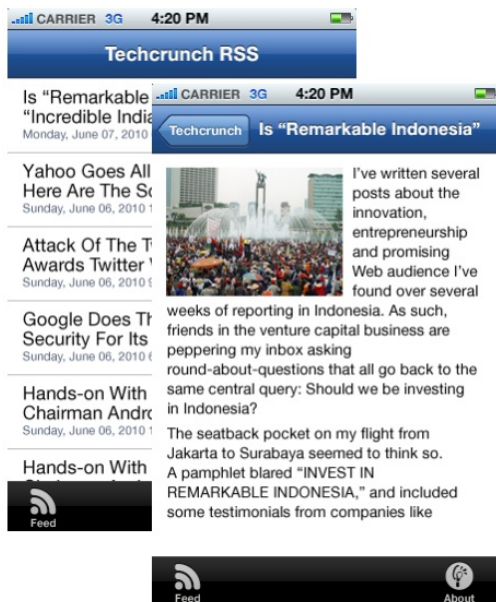 CARRIER 3G 4:20 PM
Techcrunch RSS
Is “Remarkable
“Incredible India
Monday, June 07, 2010
Yahoo Goes All
Here Are The
Sunday, June 06, 2010 1
Attack Of The
Awards Twitter
Sunday, June 06, 2010
Google Does
Security For Its
Sunday, June 06, 2010
Hands-on With
Chairman
Sunday, June 06, 2010 1
Hands-on With
Feed
CARRIER 3G 4:20 PM
Techcrunch Is “Remarkable Indonesia”
I’ve written several
posts about the
innovation,
entrepreneurship
and promising
Web audience I’ve
found over several
weeks of reporting in Indonesia. As such,
friends in the venture capital business are
peppering my inbox asking
round-about-questions that all go back to the
same central query: Should we be investing
in Indonesia?
The seatback pocket on my flight from
Jakarta to Surabaya seemed to think so.
A pamphlet blared “INVEST IN
REMARKABLE INDONESIA,” and included
some testimonials from companies like
Feed About